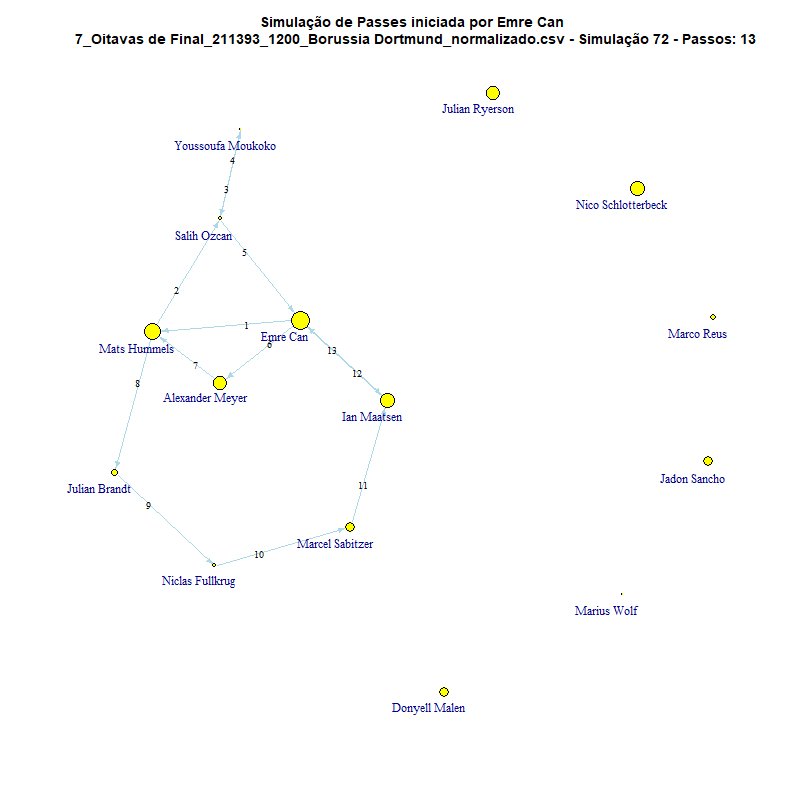 Simulação de Passes iniciada por Emre Can
7_Oitavas de Final_211393_1200_Borussia Dortmund_normalizado.csv - Simulação 72 - Passos: 13
Julian Ryerson
Youssoufa Moukoko
4
3
Nico Schlotterbeck
Salih Ozcan
5
2
Marco Reus
1
Emre Can
6
Mats Hummels
13
7
12
8
Alexander Meyer
Ian Maatsen
Jadon Sancho
11
Julian Brandt
9
Marcel Sabitzer
10
Niclas Fullkrug
Marius Wolf
Donyell Malen